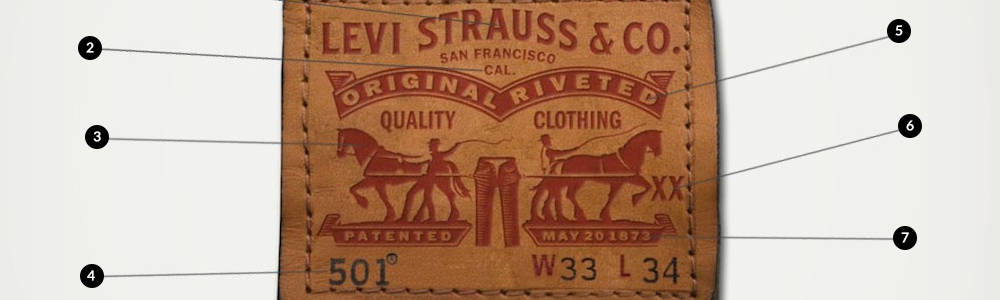 LEVI STRAUSS & CO.
SAN FRANCISCO
CAL.
ORIGINAL RIVETED
QUALITY CLOTHING
XX
PATENTED MAY 20 1873
501® W33 L34
2
3
4
5
6
7